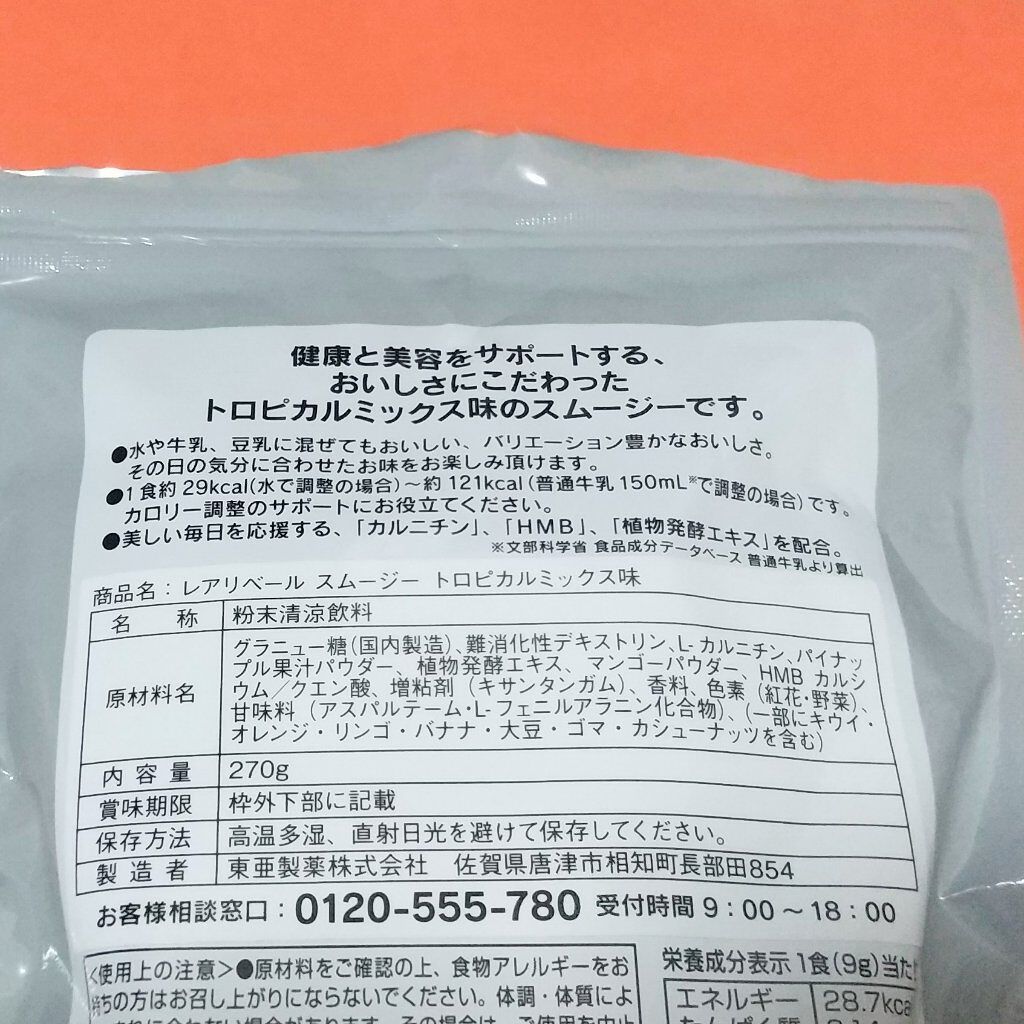 健康と美容をサポートする、
おいしさにこだわった
トロピカルミックス味のスムージーです。
●水や牛乳、豆乳に混ぜてもおいしい、バリエーション豊かなおいしさ。
その日の気分に合わせたお味をお楽しみ頂けます。
●1食約29kcal(水で調整の場合)～約121kcal(普通牛乳150mL※で調整の場合)です。
カロリー調整のサポートにお役立てください。
●美しい毎日を応援する、「カルニチン」、「HMB」、「植物発酵エキス」を配合。
※文部科学省 食品成分データベース 普通牛乳より算出
商品名：レアリベール スムージー トロピカルミックス味
名　称 粉末清涼飲料
原材料名 グラニュー糖(国内製造)、難消化性デキストリン、L-カルニチン、パイナッ
プル果汁パウダー、植物発酵エキス、マンゴーパウダー、HMBカルシ
ウム／クエン酸、増粘剤（キサンタンガム）、香料、色素（紅花・野菜）、
甘味料（アスパルテーム・L-フェニルアラニン化合物）、（一部にキウイ・
オレンジ・リンゴ・バナナ・大豆・ゴマ・カシューナッツを含む）
内容量 270g
賞味期限 枠外下部に記載
保存方法 高温多湿、直射日光を避けて保存してください。
製造者 東亜製薬株式会社　佐賀県唐津市相知町長部田854
お客様相談窓口：0120-555-780 受付時間 9：00～18：00
＜使用上の注意＞●原材料をご確認の上、食物アレルギーをお
持ちの方はお召し上がりにならないでください。体調・体質によ
栄養成分表示1食(9g)当た
エネルギー 28.7kca